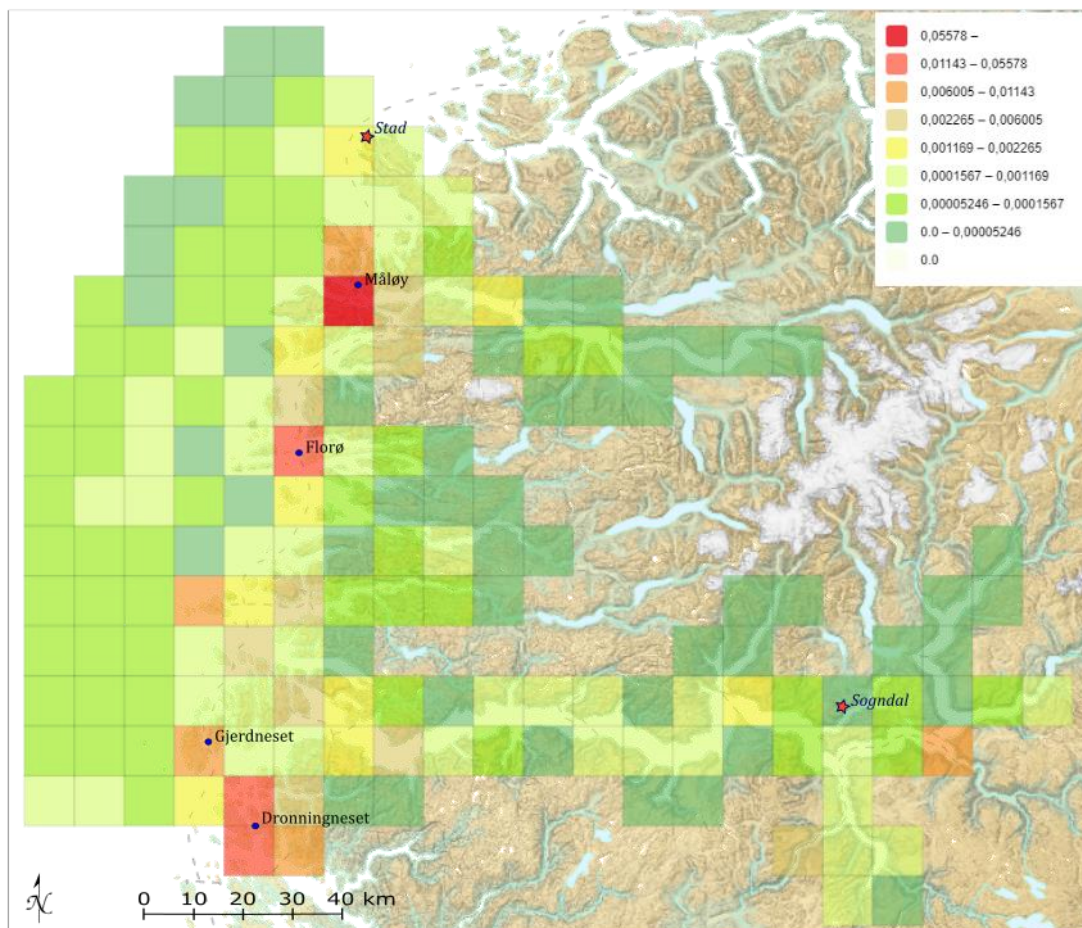 0,05578 –
0,01143 – 0,05578
0,006005 – 0,01143
0,002265 – 0,006005
0,001169 – 0,002265
0,0001567 – 0,001169
0,00005246 – 0,0001567
0.0 – 0,00005246
0.0
Stad
Måløy
Florø
Sogndal
Gjerdneset
Dronningneset
N
0 10 20 30 40 km